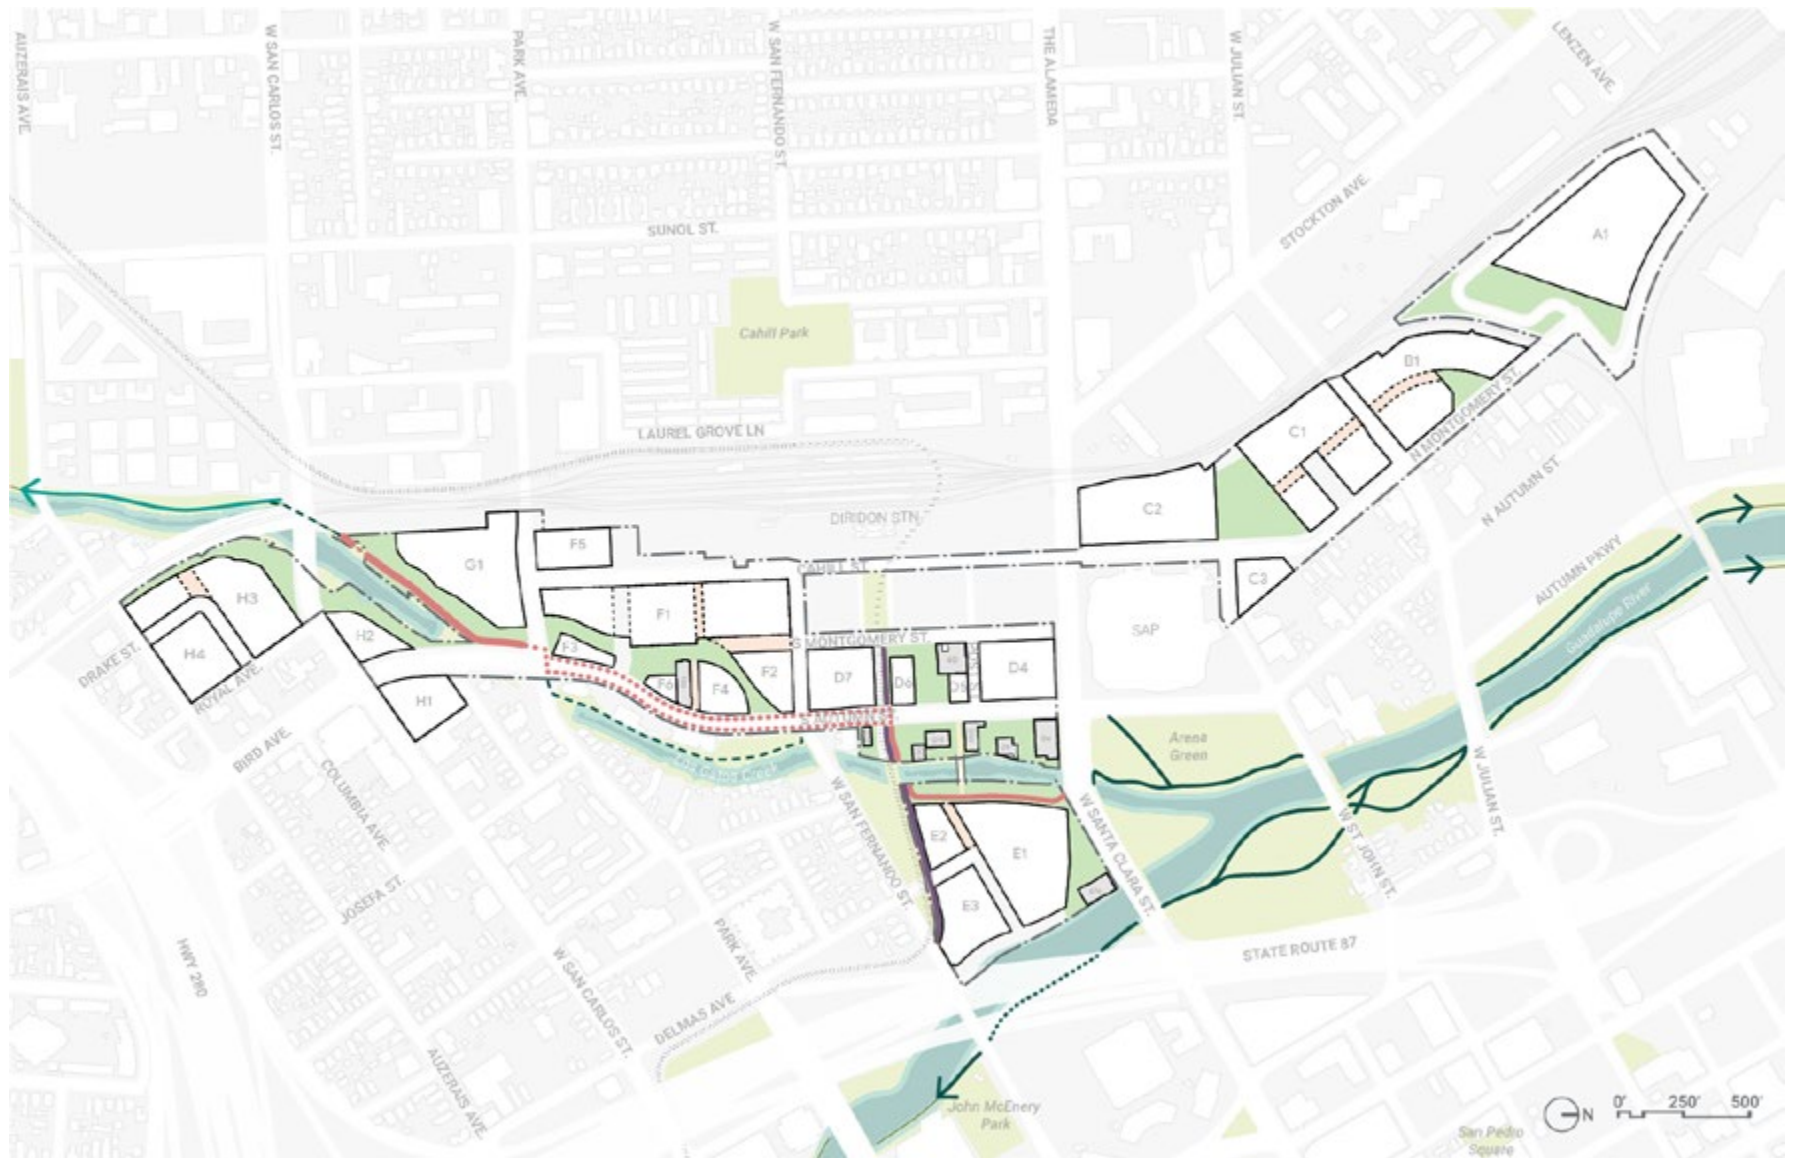 AUZERAIS AVE.
W SAN CARLOS ST.
PARK AVE.
W SAN FERNANDO ST.
THE ALAMEDA
W JULIAN ST.
LENZEN AVE.
STOCKTON AVE.
SUNOL ST.
A1
Cahill Park
B1
LAUREL GROVE LN
C1
N MONTGOMERY ST.
N AUTUMN ST
C2
DIRIDON STN
G1
F5
CAHILL ST.
C3
AUTUMN PKWY
Guadalupe River
H3
F1
S MONTGOMERY ST.
SAP
H2
F3
H4
DRAKE ST.
ROYAL AVE.
F6
F4
F2
D7
D6
D5
D4
H1
S AUTUMN ST.
BIRD AVE.
Arena
Green
Los Gatos Creek
COLUMBIA AVE.
W SAN FERNANDO ST.
W SANTA CLARA ST.
W ST JOHN ST.
W JULIAN ST.
E2
E1
E3
JOSEFA ST.
PARK AVE.
HWY 280
W SAN CARLOS ST.
STATE ROUTE 87
DELMAS AVE
AUZERAIS AVE.
John McEnery
Park
N
0' 250' 500'
San Pedro
Square